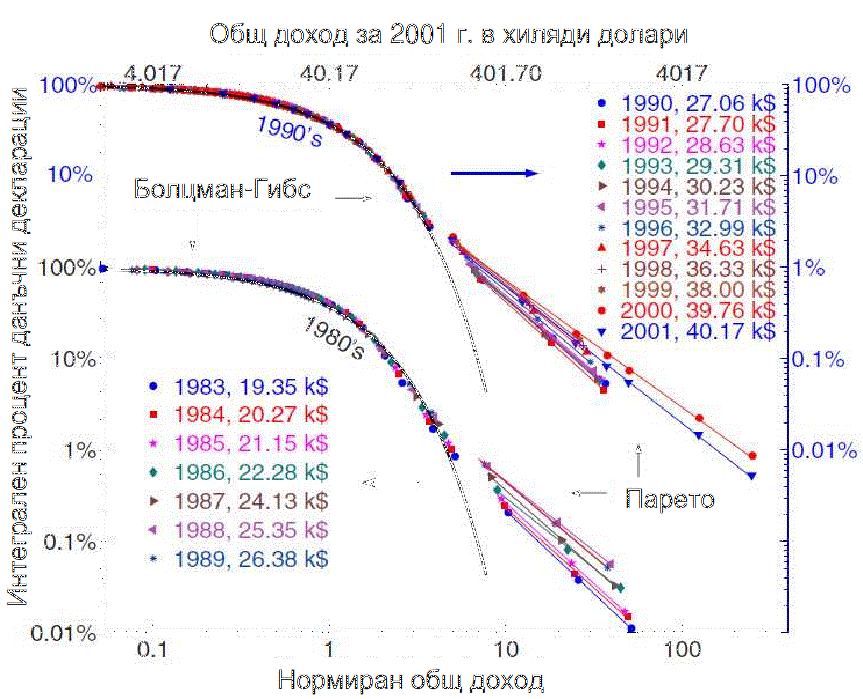 Общ доход за 2001 г. в хиляди долари
4.017 40.17 401.70 4017
100%
10%
100%
10%
1%
0.1%
0.01%
Интегрален процент данъчни декларации
1990's
Болцман-Гибс
1980's
1990, 27.06 k$
1991, 27.70 k$
1992, 28.63 k$
1993, 29.31 k$
1994, 30.23 k$
1995, 31.71 k$
1996, 32.99 k$
1997, 34.63 k$
1998, 36.33 k$
1999, 38.00 k$
2000, 39.76 k$
2001, 40.17 k$
100%
10%
1%
0.1%
0.01%
1983, 19.35 k$
1984, 20.27 k$
1985, 21.15 k$
1986, 22.28 k$
1987, 24.13 k$
1988, 25.35 k$
1989, 26.38 k$
Парето
0.1 1 10 100
Нормиран общ доход